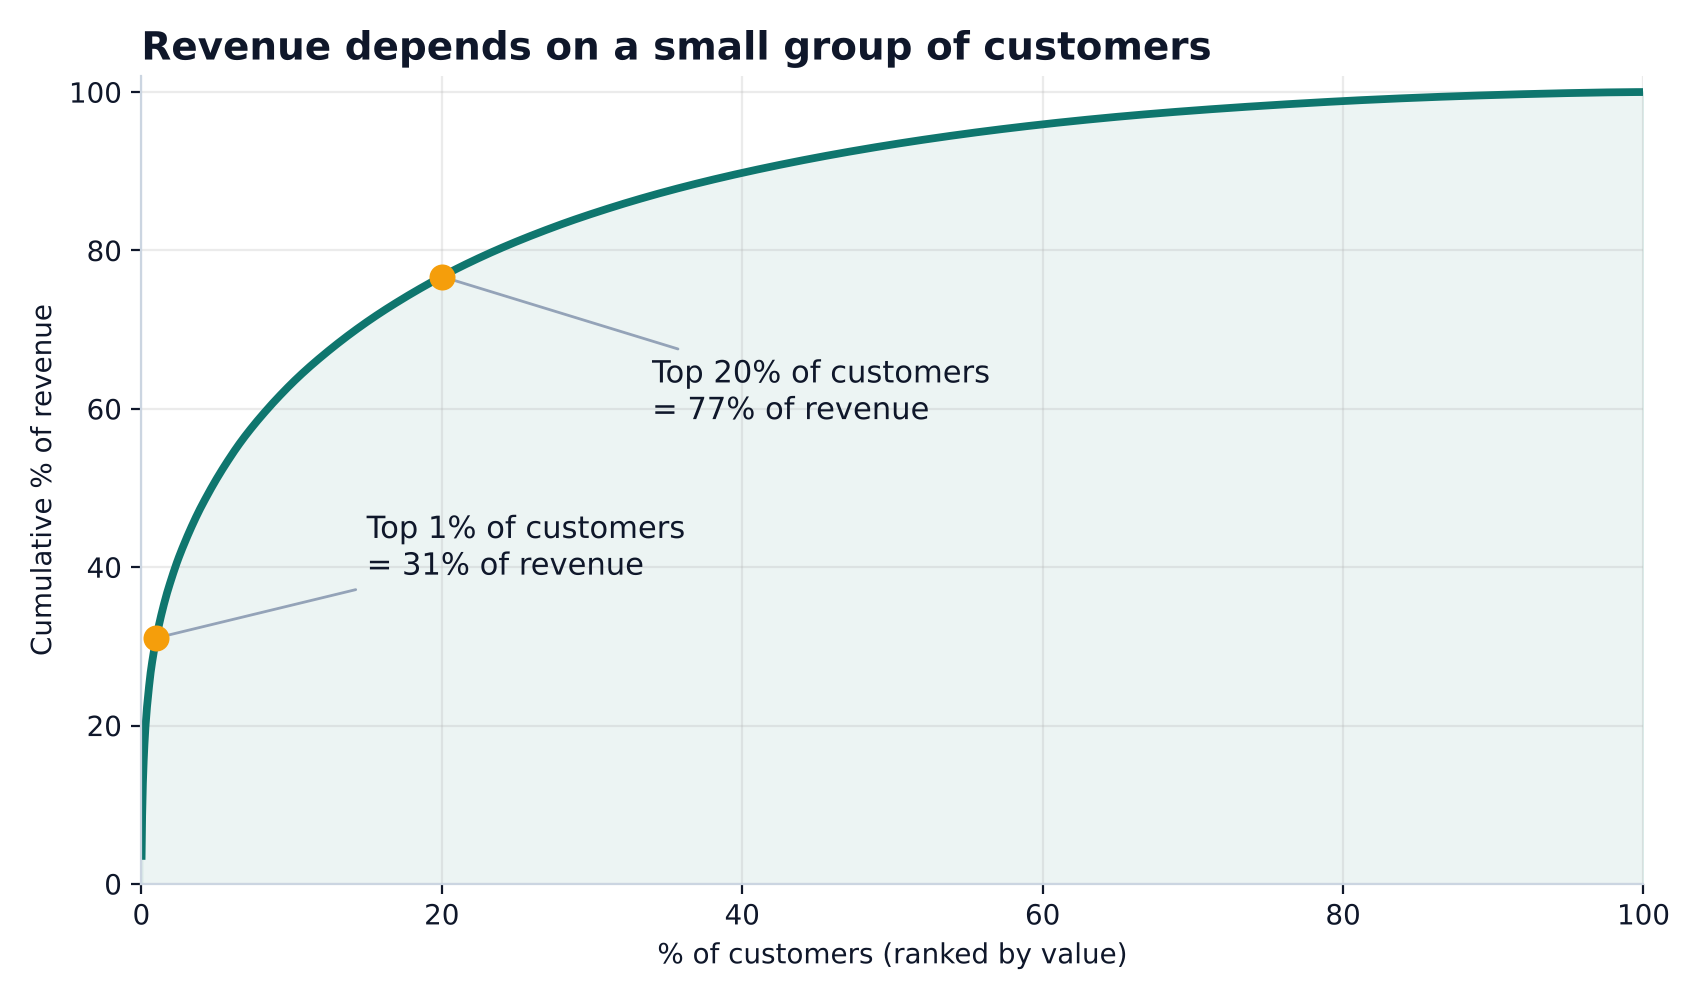 Revenue depends on a small group of customers
100
80
60
40
20
0
Cumulative % of revenue
Top 20% of customers
= 77% of revenue
Top 1% of customers
= 31% of revenue
0 20 40 60 80 100
% of customers (ranked by value)